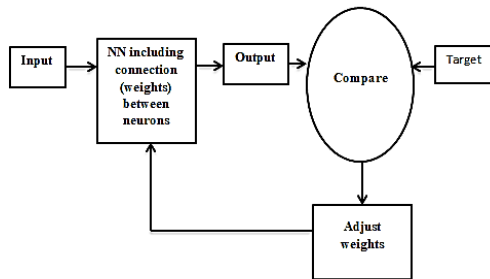 Input
NN including
connection
(weights)
between
neurons
Output
Compare
Target
Adjust
weights